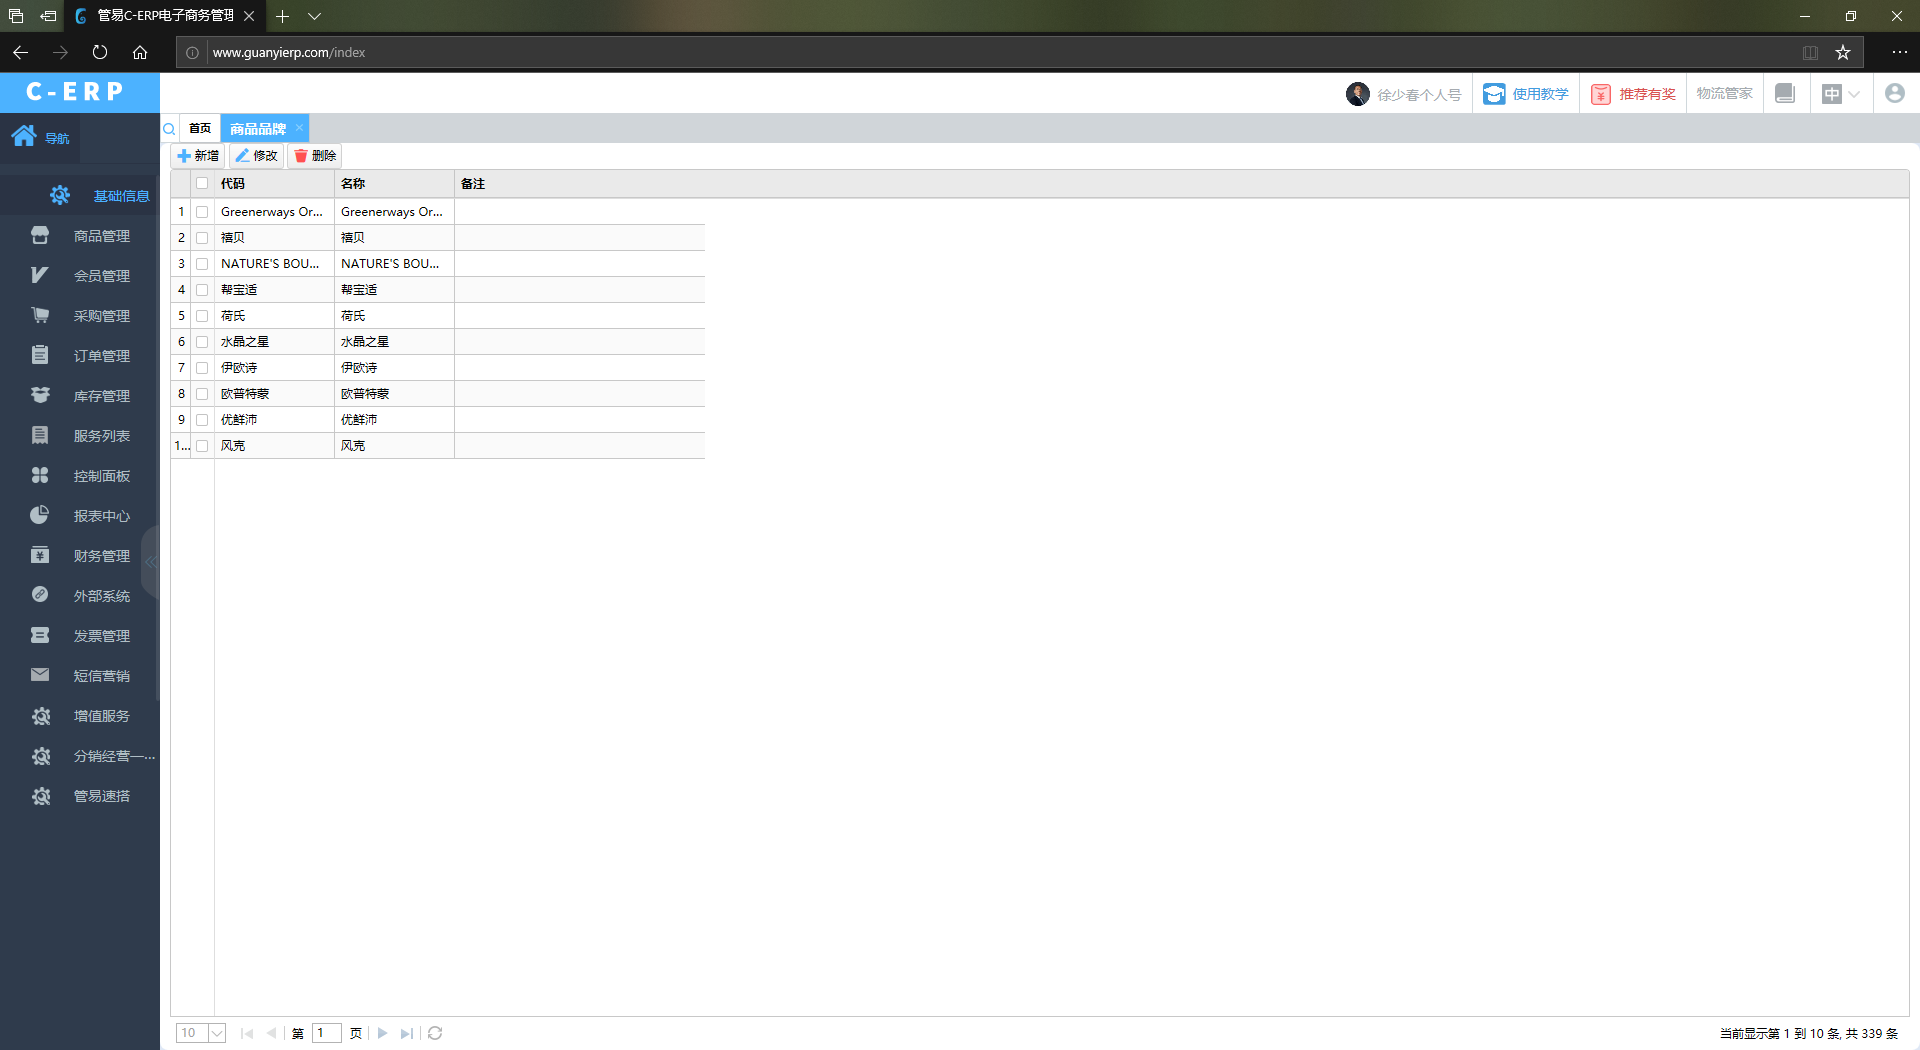 管易C-ERP电子商务管理
www.guanyierp.com/index
C-ERP
徐少春个人号
使用教学
推荐有奖
物流管家
中
导航
首页
商品品牌
新增
修改
删除
基础信息
商品管理
会员管理
采购管理
订单管理
库存管理
服务列表
控制面板
报表中心
财务管理
外部系统
发票管理
短信营销
增值服务
分销经营一...
管易速搭
代码 名称 备注
1 Greenerways Or... Greenerways Or...
2 禧贝 禧贝
3 NATURE'S BOU... NATURE'S BOU...
4 帮宝适 帮宝适
5 荷氏 荷氏
6 水晶之星 水晶之星
7 伊欧诗 伊欧诗
8 欧普特蒙 欧普特蒙
9 优鲜沛 优鲜沛
1... 风克 风克
10 第 1 页
当前显示第 1 到 10 条, 共 339 条